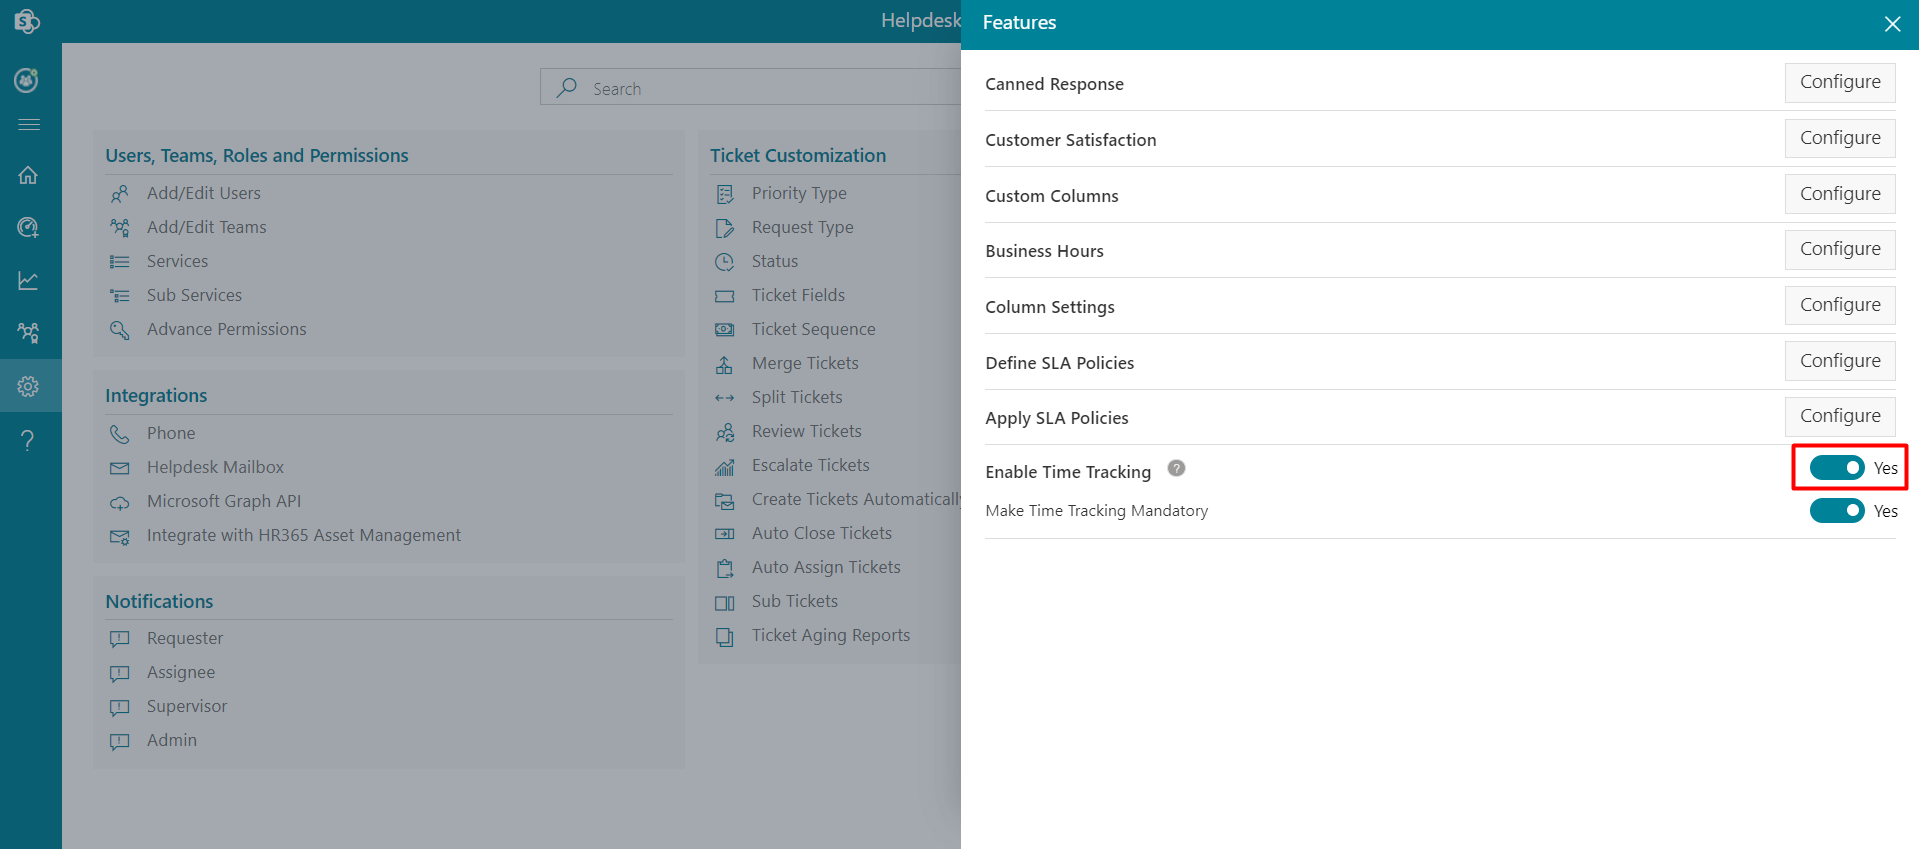 Helpdesk
Search
Users, Teams, Roles and Permissions
Add/Edit Users
Add/Edit Teams
Services
Sub Services
Advance Permissions
Integrations
Phone
Helpdesk Mailbox
Microsoft Graph API
Integrate with HR365 Asset Management
Notifications
Requester
Assignee
Supervisor
Admin
Ticket Customization
Priority Type
Request Type
Status
Ticket Fields
Ticket Sequence
Merge Tickets
Split Tickets
Review Tickets
Escalate Tickets
Create Tickets Automatically
Auto Close Tickets
Auto Assign Tickets
Sub Tickets
Ticket Aging Reports
Features
Canned Response Configure
Customer Satisfaction Configure
Custom Columns Configure
Business Hours Configure
Column Settings Configure
Define SLA Policies Configure
Apply SLA Policies Configure
Enable Time Tracking ? Yes
Make Time Tracking Mandatory Yes